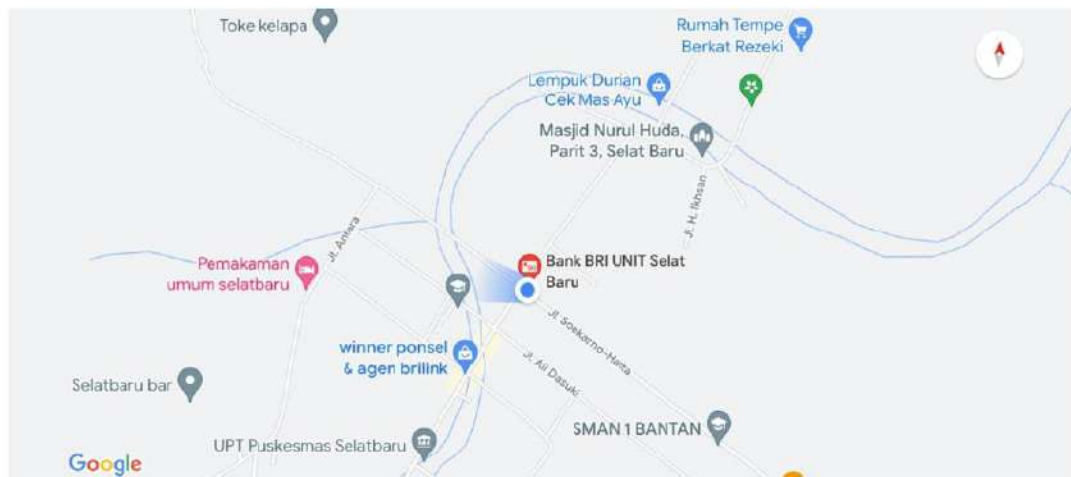 Toke kelapa
Rumah Tempe
Berkat Rezeki
Lempuk Durian
Cek Mas Ayu
Masjid Nurul Huda,
Parit 3, Selat Baru
Jl. H. Ikhsan
Jl. Antara
Pemakaman
umum selatbaru
Bank BRI UNIT Selat
Baru
Jl. Soekarno-Hatta
winner ponsel
& agen brilink
Jl. Ali Dasuki
Selatbaru bar
SMAN 1 BANTAN
UPT Puskesmas Selatbaru
Google